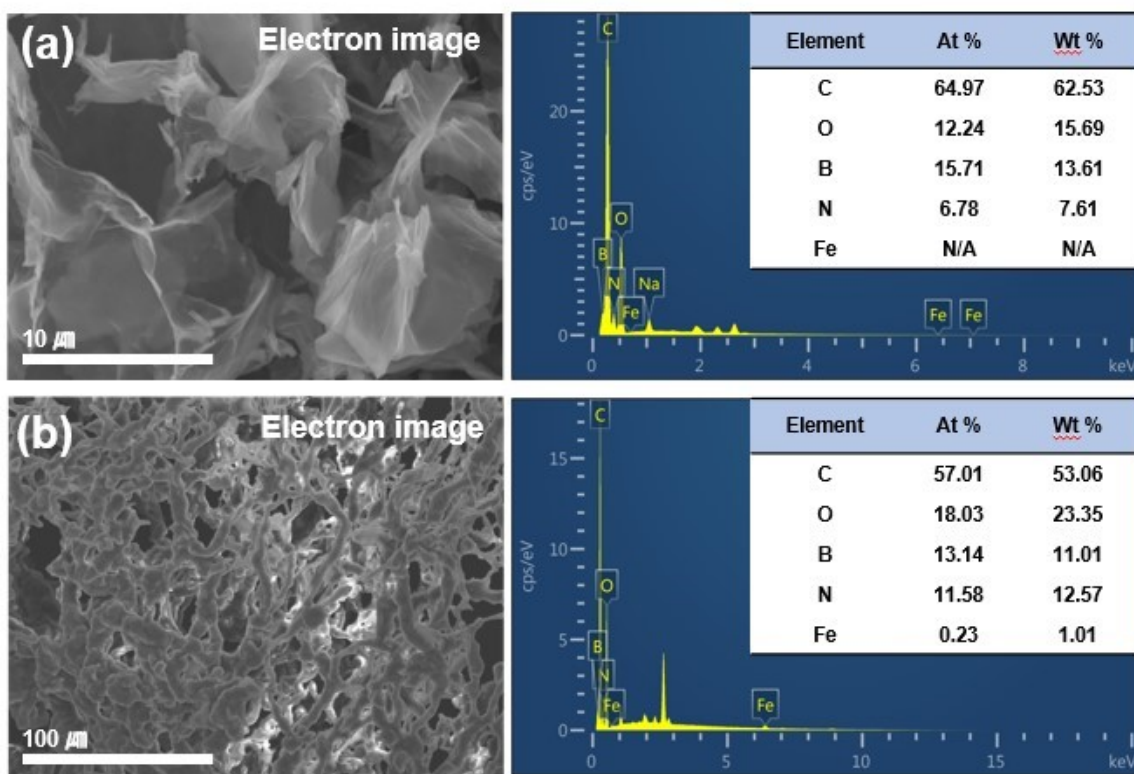 (a) Electron image
10 ㎛
cps/eV
20
10
0
C
O
B
N
Fe
Na
Fe
Fe
0 2 4 6 8 keV
Element At % Wt %
C 64.97 62.53
O 12.24 15.69
B 15.71 13.61
N 6.78 7.61
Fe N/A N/A
(b) Electron image
100 ㎛
cps/eV
15
10
5
0
C
O
B
N
Fe
Fe
0 5 10 15 keV
Element At % Wt %
C 57.01 53.06
O 18.03 23.35
B 13.14 11.01
N 11.58 12.57
Fe 0.23 1.01